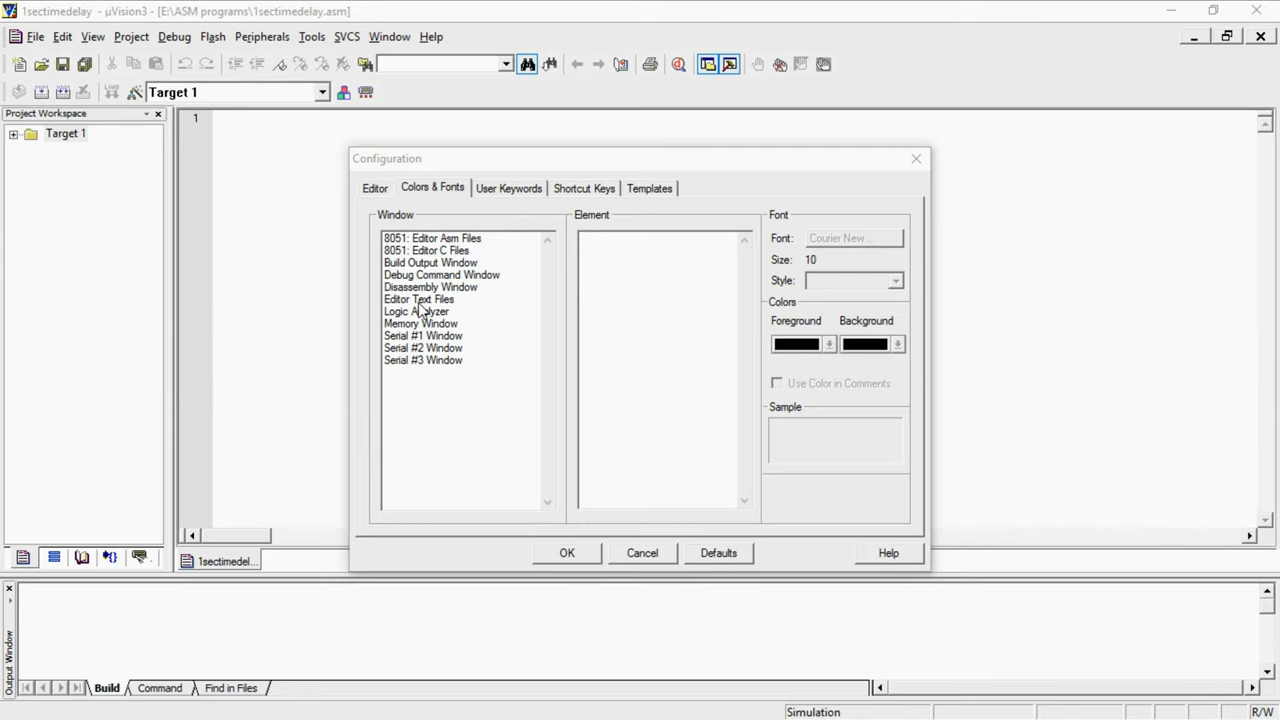 1sectimedelay - µVision3 - [E:\ASM programs\1sectimedelay.asm]
File Edit View Project Debug Flash Peripherals Tools SVCS Window Help
Target 1
Project Workspace
Target 1
1
Configuration
Editor Colors & Fonts User Keywords Shortcut Keys Templates
Window
8051: Editor Asm Files
8051: Editor C Files
Build Output Window
Debug Command Window
Disassembly Window
Editor Text Files
Logic Analyzer
Memory Window
Serial #1 Window
Serial #2 Window
Serial #3 Window
Element
Font
Font: Courier New ...
Size: 10
Style:
Colors
Foreground Background
Use Color in Comments
Sample
OK Cancel Defaults Help
1sectimedel...
Output Window
Build Command Find in Files
Simulation R/W